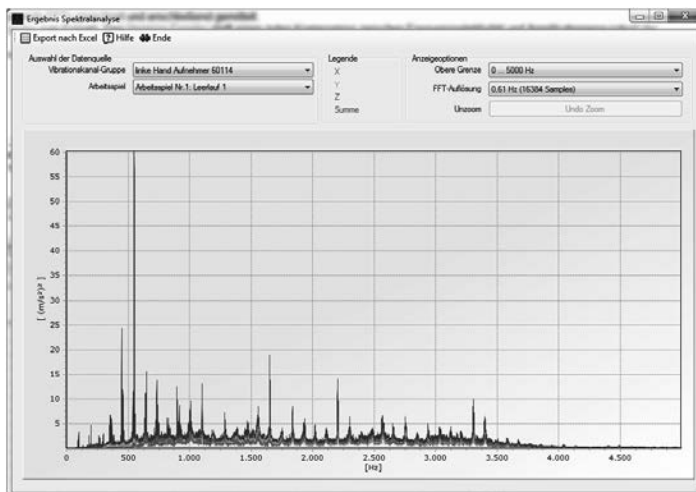 Ergebnis Spektralanalyse
Export nach Excel Hilfe Ende
Auswahl der Datenquelle
Vibrationskanal-Gruppe linke Hand Aufnehmer 60114
Arbeitsspiel Arbeitsspiel Nr.1: Leerlauf 1
Legende
X
Y
Z
Summe
Anzeigeoptionen
Obere Grenze 0 ... 5000 Hz
FFT-Auflösung 0,61 Hz (16384 Samples)
Unzoom Undo Zoom
60
55
50
45
40
35
30
25
20
15
10
5
[ (m/s²)² ]
0 500 1.000 1.500 2.000 2.500 3.000 3.500 4.000 4.500
[Hz]